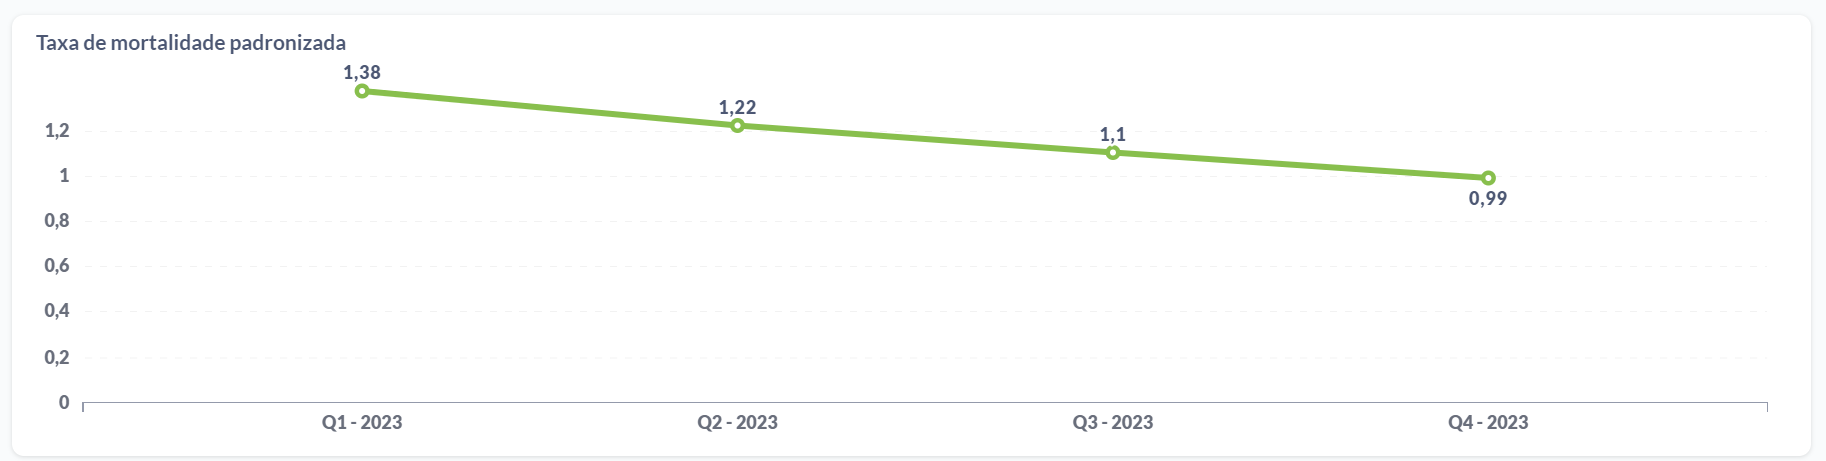 Taxa de mortalidade padronizada
1,38
1,22
1,1
0,99
1,2
1
0,8
0,6
0,4
0,2
0
Q1 - 2023
Q2 - 2023
Q3 - 2023
Q4 - 2023